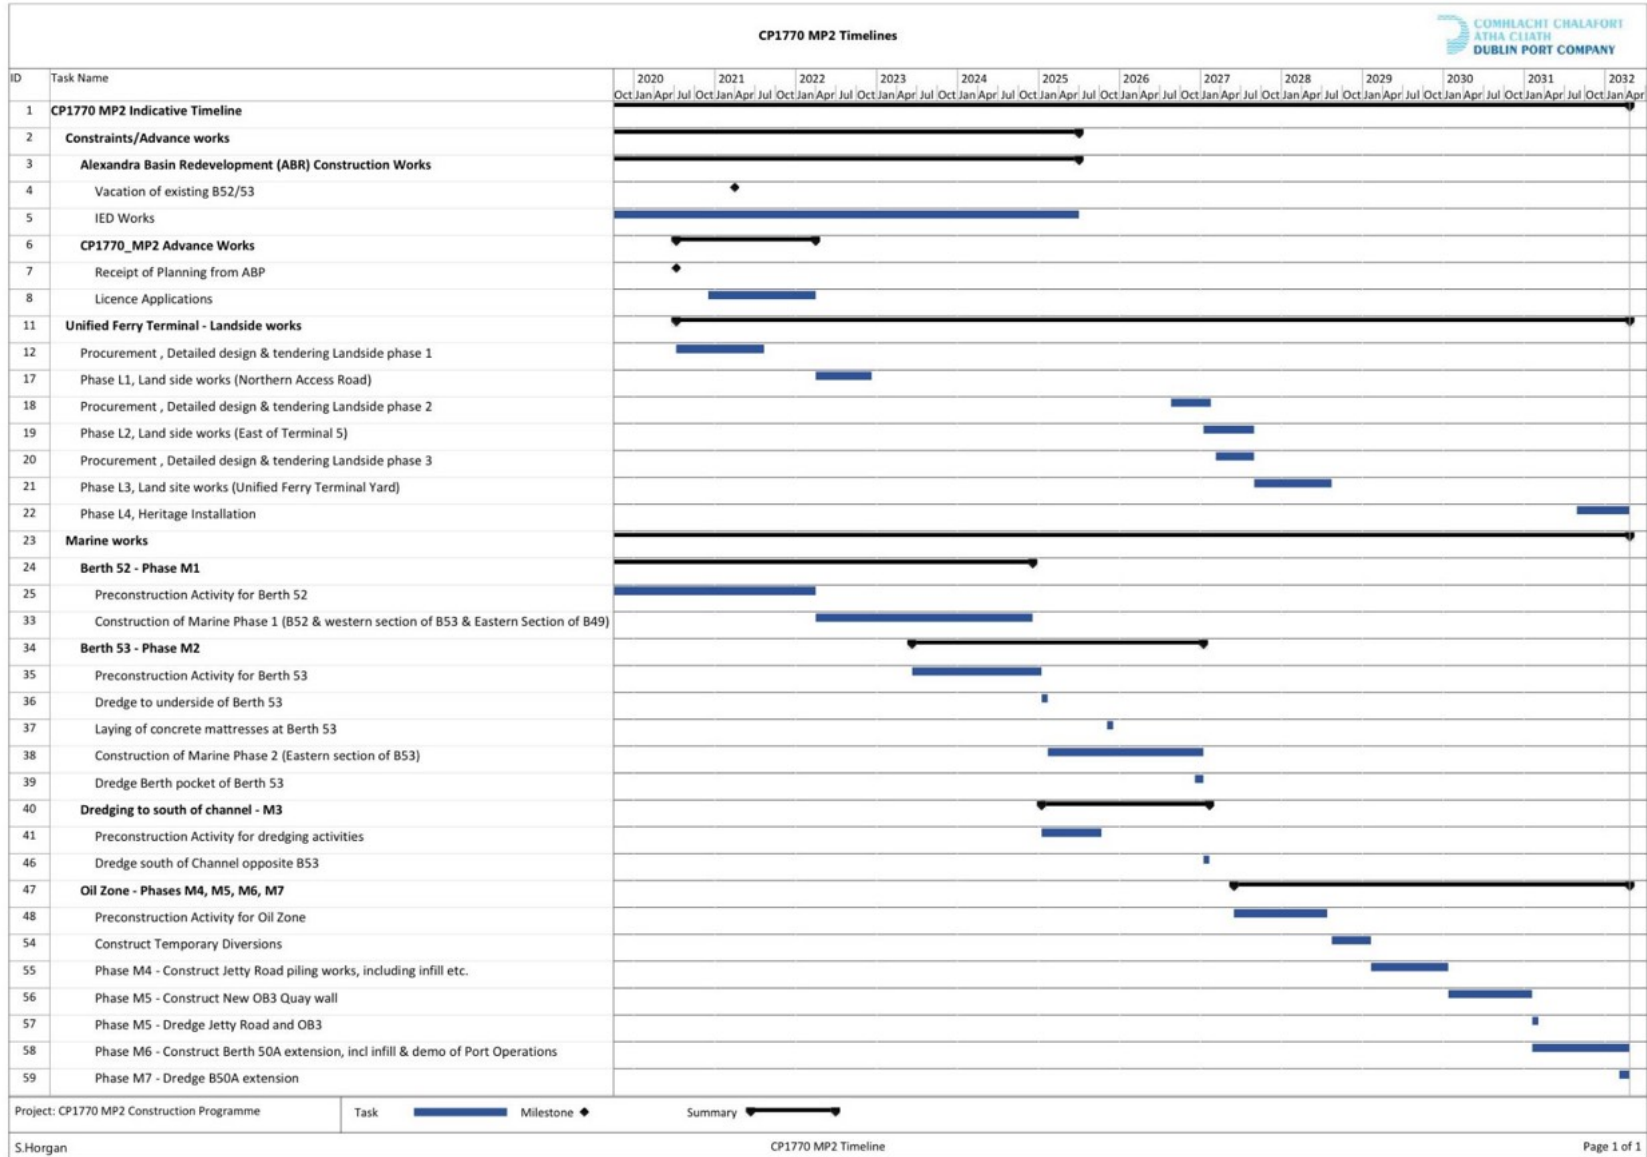 CP1770 MP2 Timelines
COMHLACHT CHALAFORT
ÁTHA CLIATH
DUBLIN PORT COMPANY
ID Task Name 2020 2021 2022 2023 2024 2025 2026 2027 2028 2029 2030 2031 2032
Oct Jan Apr Jul Oct Jan Apr Jul Oct Jan Apr Jul Oct Jan Apr Jul Oct Jan Apr Jul Oct Jan Apr Jul Oct Jan Apr Jul Oct Jan Apr Jul Oct Jan Apr Jul Oct Jan Apr Jul Oct Jan Apr Jul Oct Jan Apr Jul Oct Jan Apr
1 CP1770 MP2 Indicative Timeline
2 Constraints/Advance works
3 Alexandra Basin Redevelopment (ABR) Construction Works
4 Vacation of existing B52/53
5 IED Works
6 CP1770_MP2 Advance Works
7 Receipt of Planning from ABP
8 Licence Applications
11 Unified Ferry Terminal - Landside works
12 Procurement , Detailed design & tendering Landside phase 1
17 Phase L1, Land side works (Northern Access Road)
18 Procurement , Detailed design & tendering Landside phase 2
19 Phase L2, Land side works (East of Terminal 5)
20 Procurement , Detailed design & tendering Landside phase 3
21 Phase L3, Land site works (Unified Ferry Terminal Yard)
22 Phase L4, Heritage Installation
23 Marine works
24 Berth 52 - Phase M1
25 Preconstruction Activity for Berth 52
33 Construction of Marine Phase 1 (B52 & western section of B53 & Eastern Section of B49)
34 Berth 53 - Phase M2
35 Preconstruction Activity for Berth 53
36 Dredge to underside of Berth 53
37 Laying of concrete mattresses at Berth 53
38 Construction of Marine Phase 2 (Eastern section of B53)
39 Dredge Berth pocket of Berth 53
40 Dredging to south of channel - M3
41 Preconstruction Activity for dredging activities
46 Dredge south of Channel opposite B53
47 Oil Zone - Phases M4, M5, M6, M7
48 Preconstruction Activity for Oil Zone
54 Construct Temporary Diversions
55 Phase M4 - Construct Jetty Road piling works, including infill etc.
56 Phase M5 - Construct New OB3 Quay wall
57 Phase M5 - Dredge Jetty Road and OB3
58 Phase M6 - Construct Berth 50A extension, incl infill & demo of Port Operations
59 Phase M7 - Dredge B50A extension
Project: CP1770 MP2 Construction Programme Task Milestone Summary
S.Horgan CP1770 MP2 Timeline Page 1 of 1